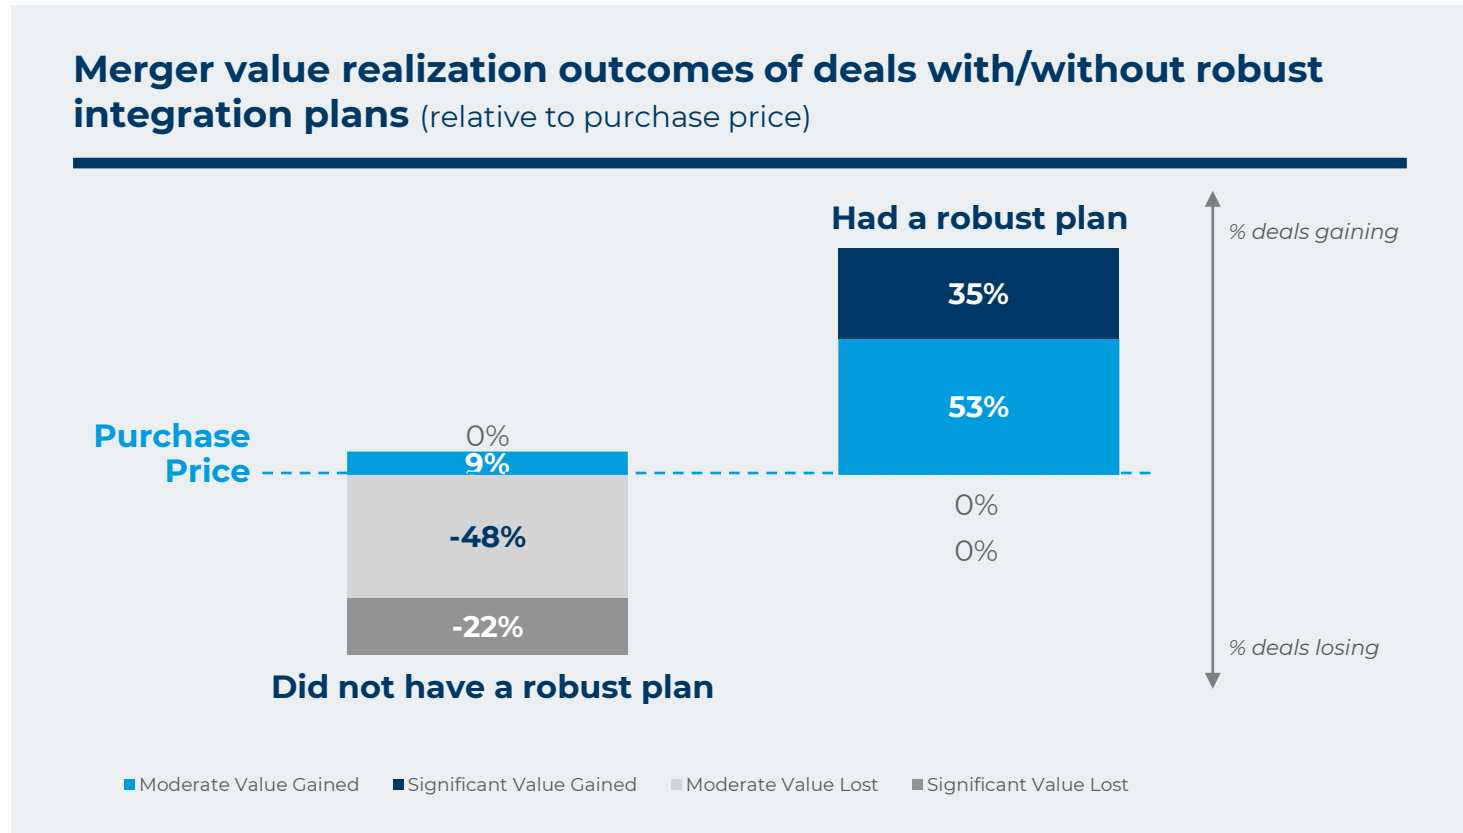 Merger value realization outcomes of deals with/without robust
integration plans (relative to purchase price)
Had a robust plan
% deals gaining
35%
53%
Purchase
Price
0%
9%
-48%
-22%
0%
0%
% deals losing
Did not have a robust plan
Moderate Value Gained
Significant Value Gained
Moderate Value Lost
Significant Value Lost